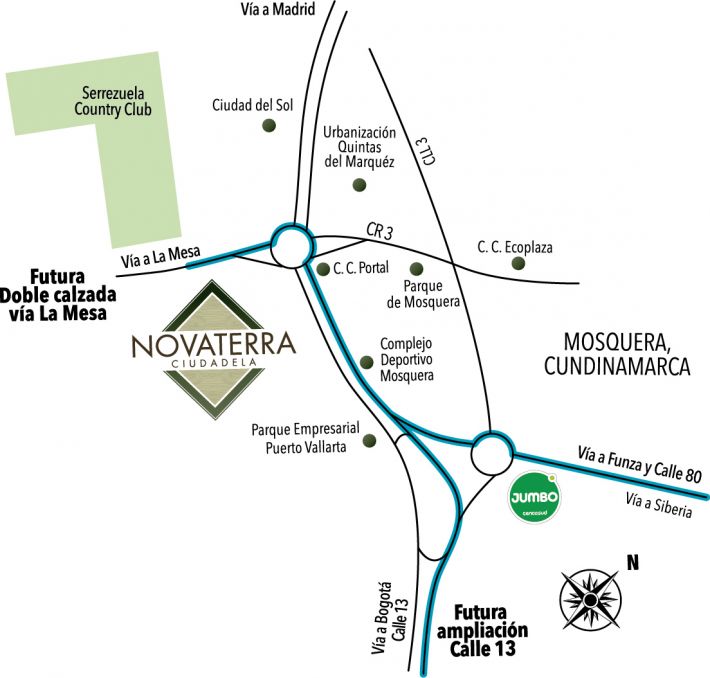 Vía a Madrid
Serrezuela
Country Club
Ciudad del Sol
Urbanización
Quintas
del Marquéz
CLL 3
CR 3
Vía a La Mesa
C. C. Ecoplaza
C. C. Portal
Parque
de Mosquera
Futura
Doble calzada
vía La Mesa
NOVATERRA
CIUDADELA
Complejo
Deportivo
Mosquera
MOSQUERA,
CUNDINAMARCA
Parque Empresarial
Puerto Vallarta
Vía a Funza y Calle 80
Vía a Siberia
JUMBO
cencosud
N
Vía a Bogotá
Calle 13
Futura
ampliación
Calle 13